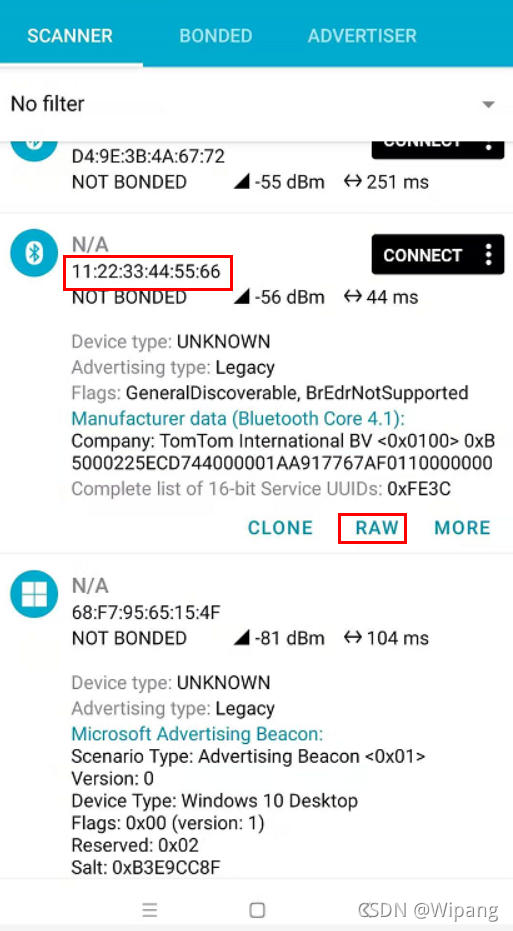 SCANNER BONDED ADVERTISER
No filter
CONNECT
D4:9E:3B:4A:67:72
NOT BONDED -55 dBm 251 ms
N/A
CONNECT
11:22:33:44:55:66
NOT BONDED -56 dBm 44 ms
Device type: UNKNOWN
Advertising type: Legacy
Flags: GeneralDiscoverable, BrEdrNotSupported
Manufacturer data (Bluetooth Core 4.1):
Company: TomTom International BV <0x0100> 0xB
5000225ECD744000001AA917767AF0110000000
Complete list of 16-bit Service UUIDs: 0xFE3C
CLONE RAW MORE
N/A
68:F7:95:65:15:4F
NOT BONDED -81 dBm 104 ms
Device type: UNKNOWN
Advertising type: Legacy
Microsoft Advertising Beacon:
Scenario Type: Advertising Beacon <0x01>
Version: 0
Device Type: Windows 10 Desktop
Flags: 0x00 (version: 1)
Reserved: 0x02
Salt: 0xB3E9CC8F
CSDN @Wipang